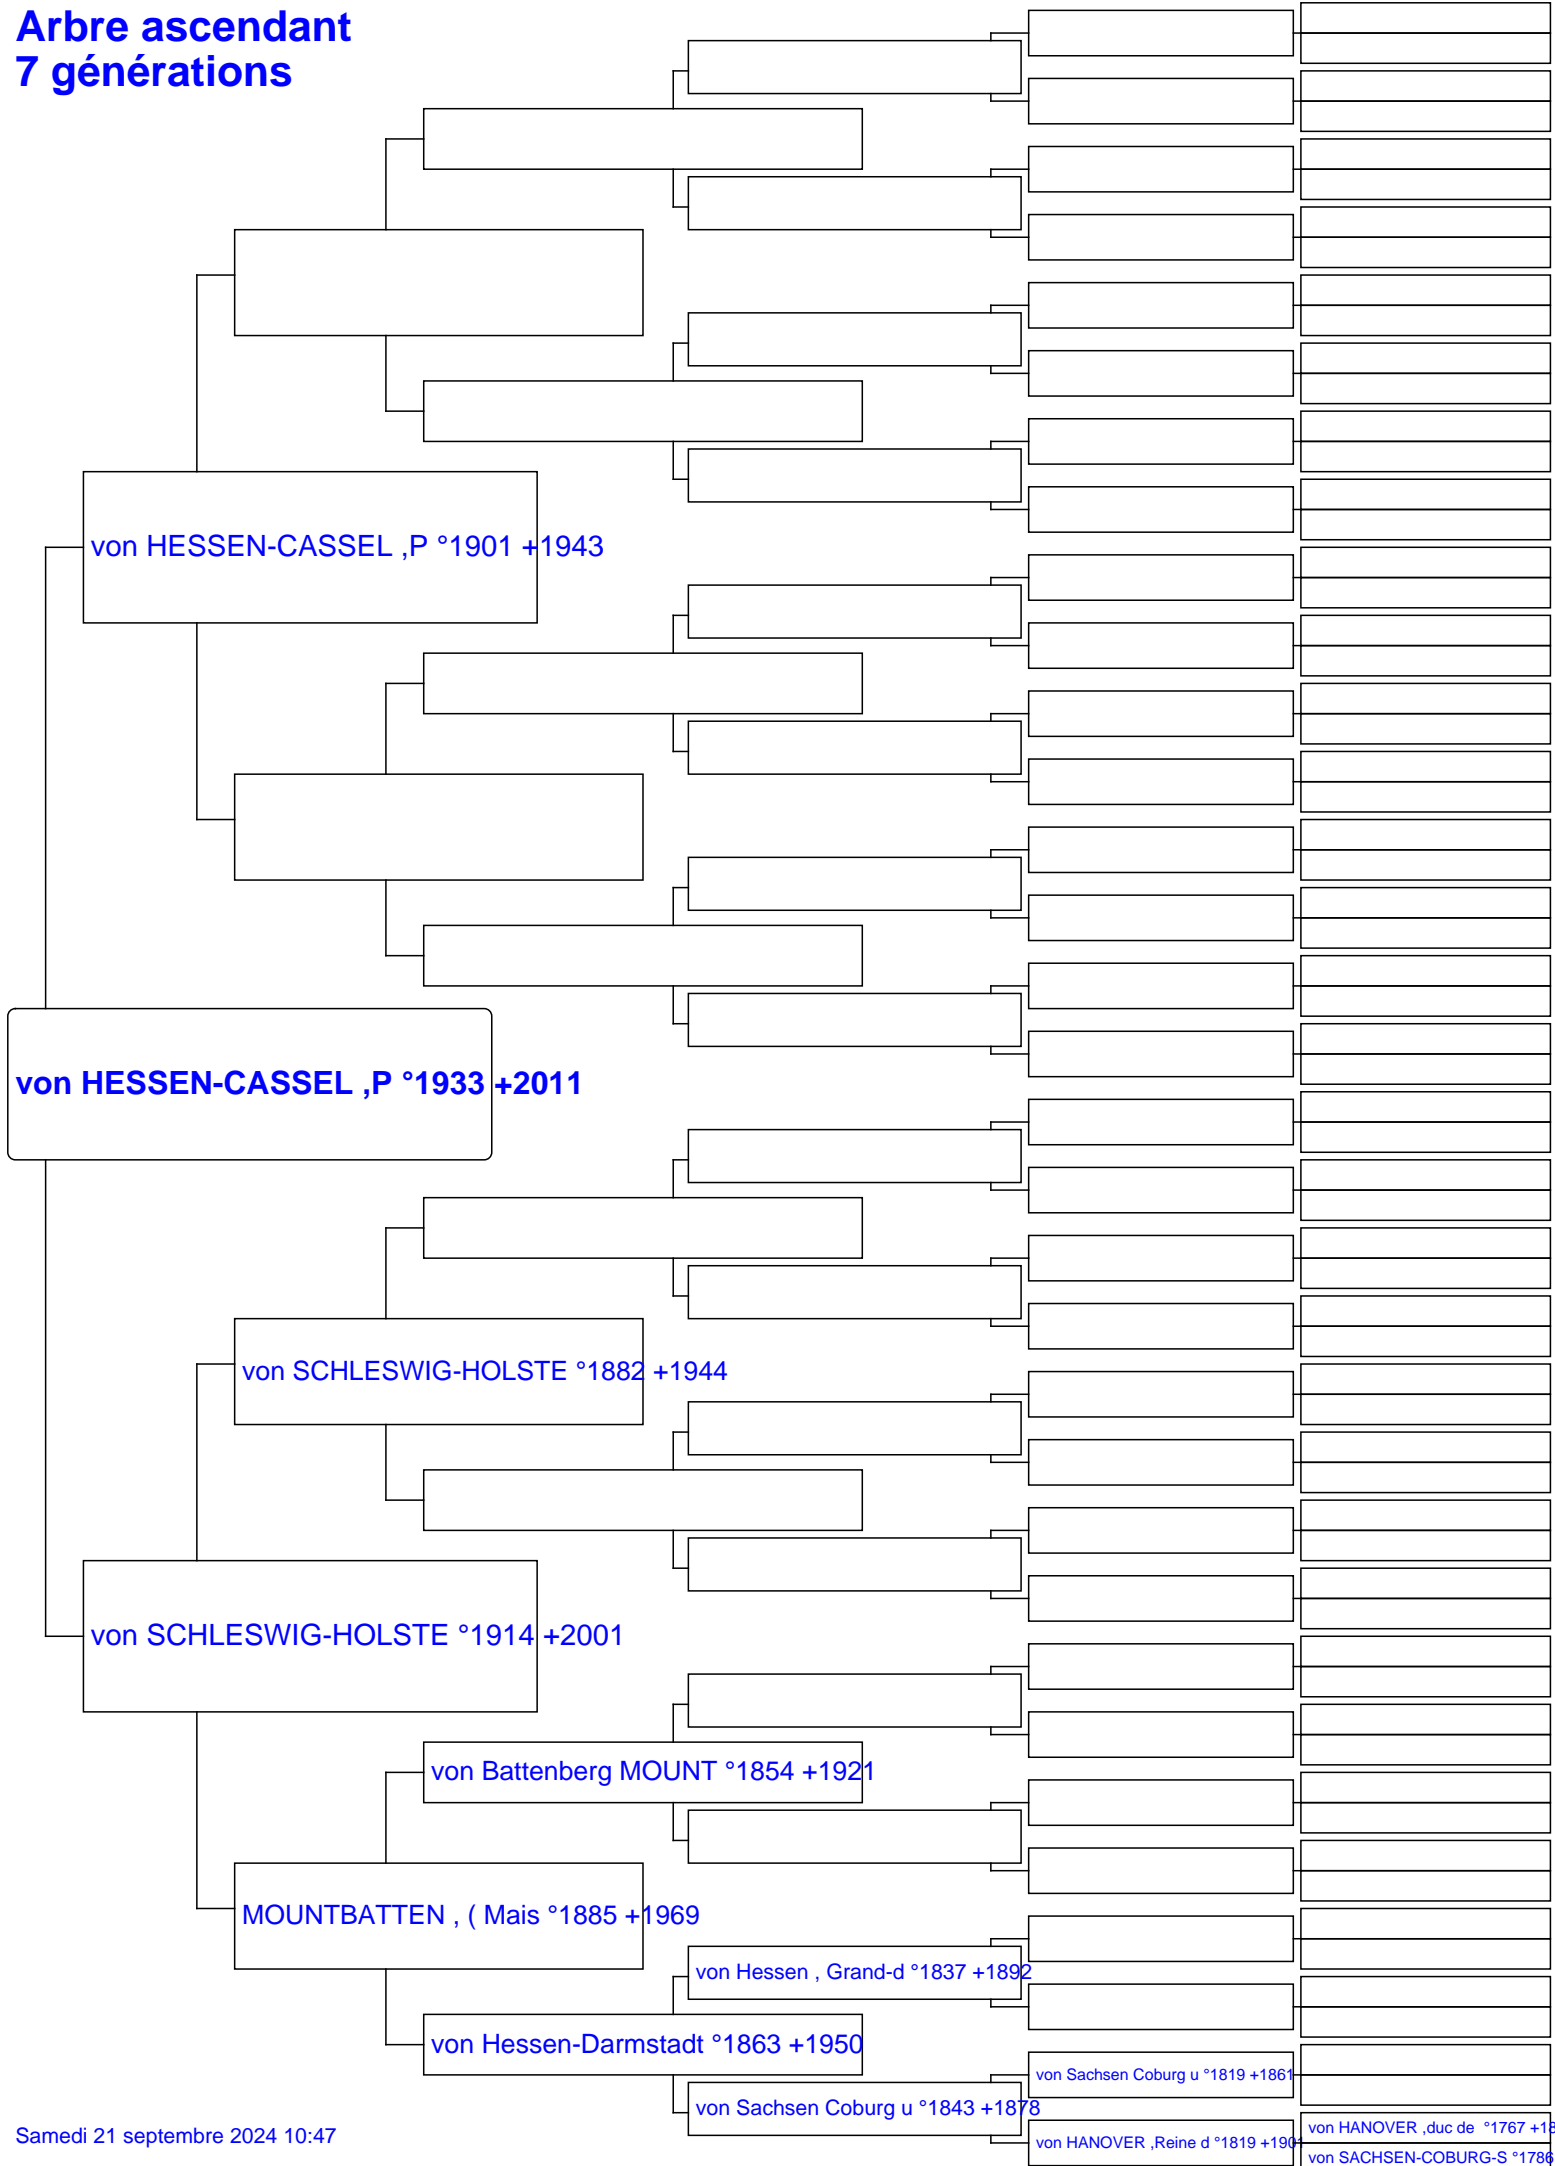 Arbre ascendant
7 générations
von HESSEN-CASSEL ,P °1901 +1943
von HESSEN-CASSEL ,P °1933 +2011
von SCHLESWIG-HOLSTE °1882 +1944
von SCHLESWIG-HOLSTE °1914 +2001
von Battenberg MOUNT °1854 +1921
MOUNTBATTEN , ( Mais °1885 +1969
von Hessen , Grand-d °1837 +1892
von Hessen-Darmstadt °1863 +1950
von Sachsen Coburg u °1819 +1861
von Sachsen Coburg u °1843 +1878
von HANOVER ,duc de °1767 +18
von HANOVER ,Reine d °1819 +1901
von SACHSEN-COBURG-S °1786
Samedi 21 septembre 2024 10:47